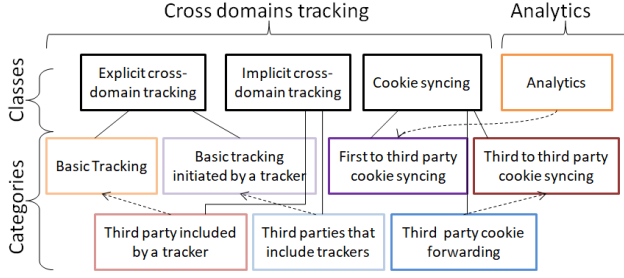 Cross domains tracking
Analytics
Classes
Explicit cross-
domain tracking
Implicit cross-
domain tracking
Cookie syncing
Analytics
Categories
Basic Tracking
Basic tracking
initiated by a tracker
First to third party
cookie syncing
Third to third party
cookie syncing
Third party included
by a tracker
Third parties that
include trackers
Third party cookie
forwarding